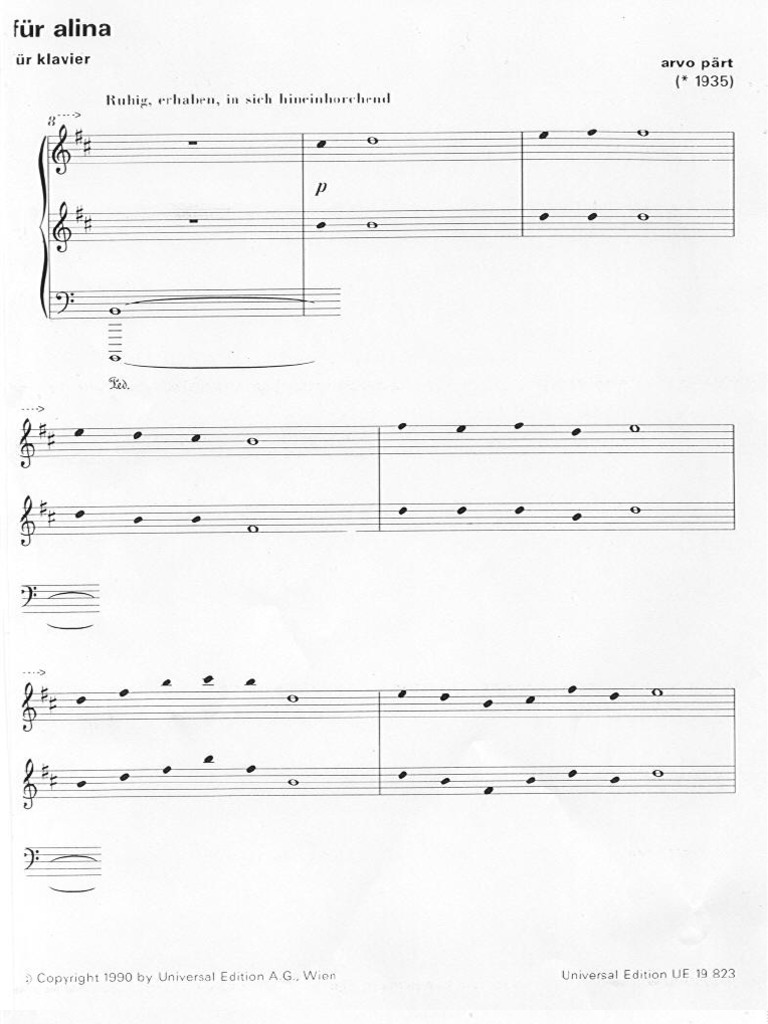 für alina
ür klavier
arvo pärt
(* 1935)
Ruhig, erhaben, in sich hineinhorchend
8
p
Ped.
© Copyright 1990 by Universal Edition A.G., Wien
Universal Edition UE 19 823